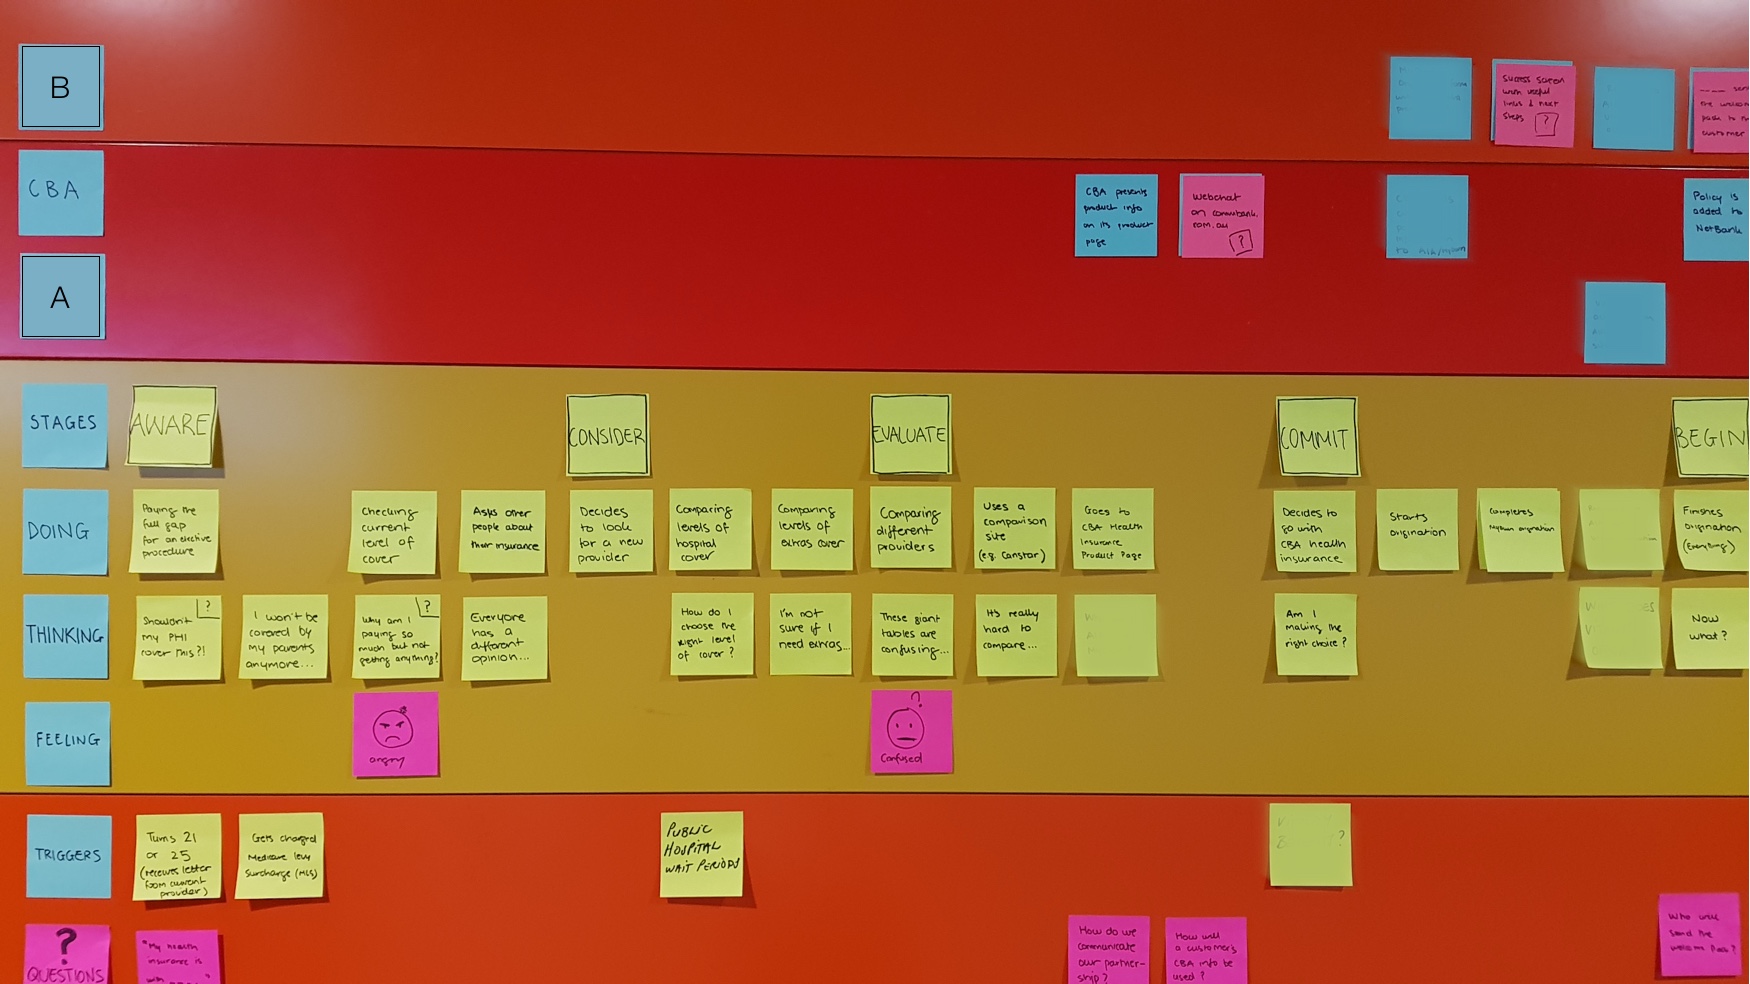 B
success screen
with useful
links & next
steps
?
the welcome
pack to
customer
CBA
CBA presents
product info
on its product
page
Webchat
on commbank.
com.au
?
Policy is
added to
NetBank
A
STAGES
AWARE
CONSIDER
EVALUATE
COMMIT
BEGIN
DOING
Paying the
full gap
for an elective
procedure
Checking
current
level of
cover
Asks other
people about
their insurance
Decides
to look
for a new
provider
Comparing
levels of
hospital
cover
Comparing
levels of
extras cover
Comparing
different
providers
Uses a
comparison
site
(e.g. Canstar)
Goes to
CBA Health
Insurance
Product Page
Decides to
go with
CBA health
insurance
Starts
origination
Completes
origination
Finishes
origination
(Everything)
THINKING
?
Shouldn't
my PHI
cover this?!
I won't be
covered by
my parents
anymore...
?
Why am I
paying so
much but not
getting anything?
Everyone
has a
different
opinion...
How do I
choose the
right level
of cover?
I'm not
sure if I
need extras...
These giant
tables are
confusing...
It's really
hard to
compare...
Am I
making the
right choice?
Now
what?
FEELING
angry
?
Confused
TRIGGERS
Turns 21
or 25
(receives letter
from current
provider)
Gets charged
Medicare levy
Surcharge (MLS)
PUBLIC
HOSPITAL
WAIT PERIODS
?
?
QUESTIONS
"My health
insurance is
How do we
communicate
our partner-
ship?
How will
a customer's
CBA info be
used?
Who will
send the
welcome pack?